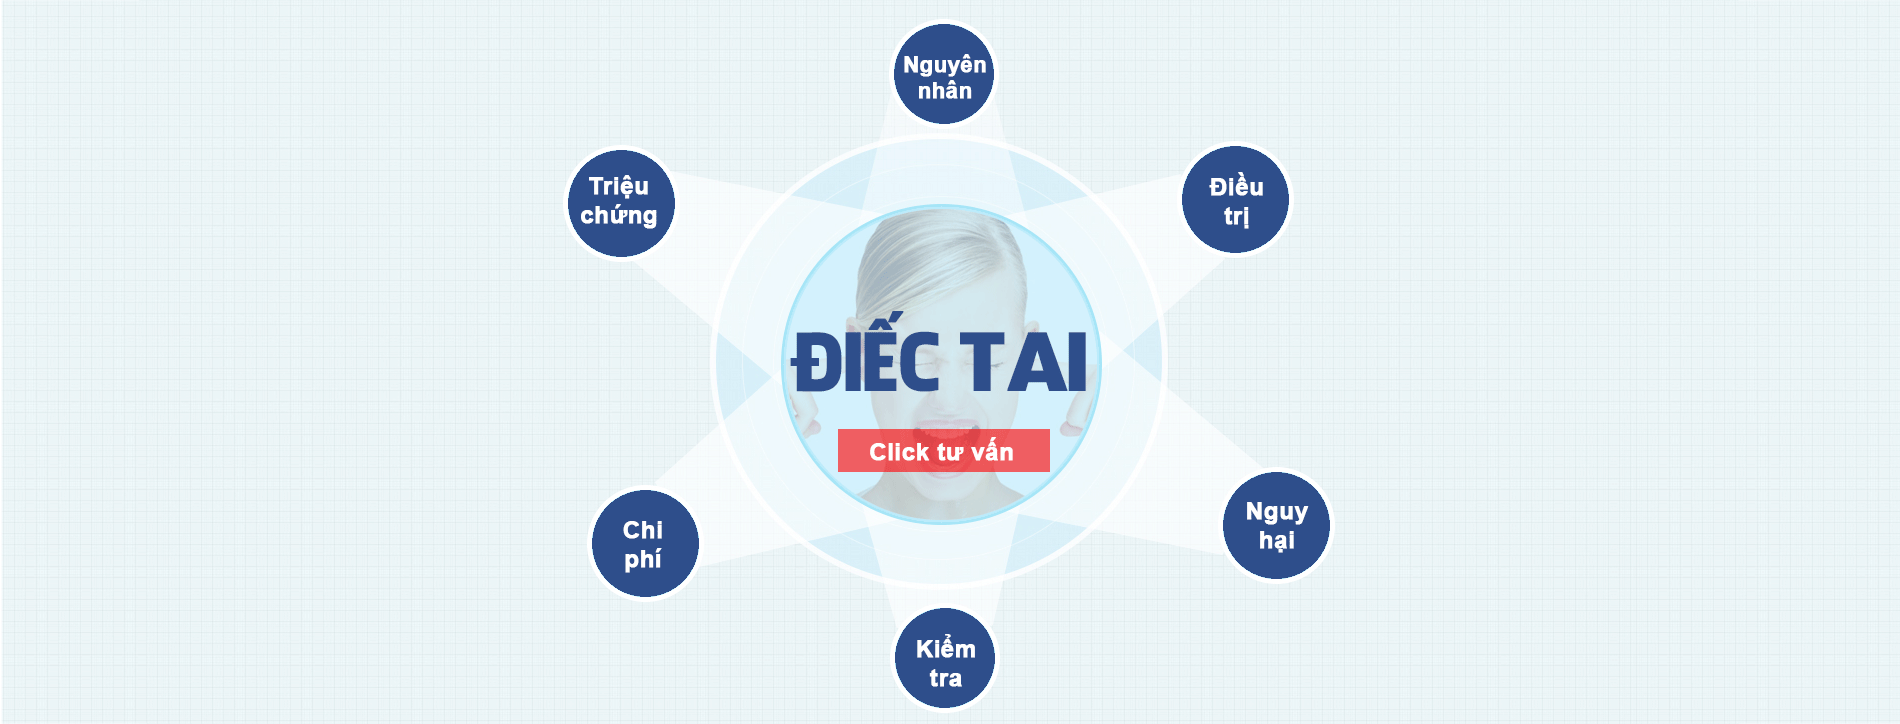 Nguyên
nhân
Triệu
chứng
Điều
trị
ĐIẾC TAI
Click tư vấn
Chi
phí
Nguy
hại
Kiểm
tra